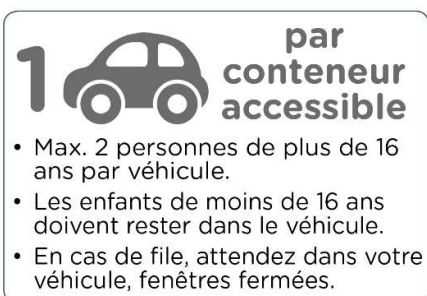 1 par
conteneur
accessible
• Max. 2 personnes de plus de 16
ans par véhicule.
• Les enfants de moins de 16 ans
doivent rester dans le véhicule.
• En cas de file, attendez dans votre
véhicule, fenêtres fermées.